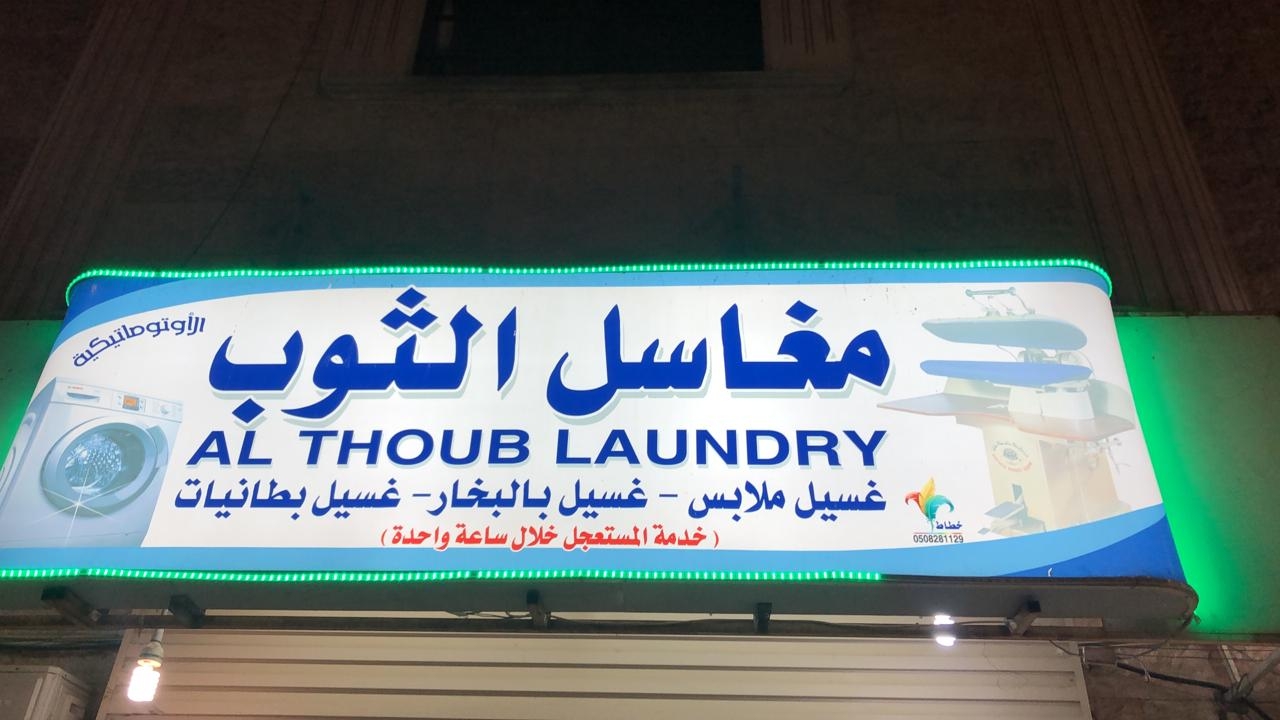 مغاسل الثوب
الأوتوماتيكية
AL THOUB LAUNDRY
غسيل ملابس - غسيل بالبخار - غسيل بطانيات
( خدمة المستعجل خلال ساعة واحدة )
خطاط
0508281129